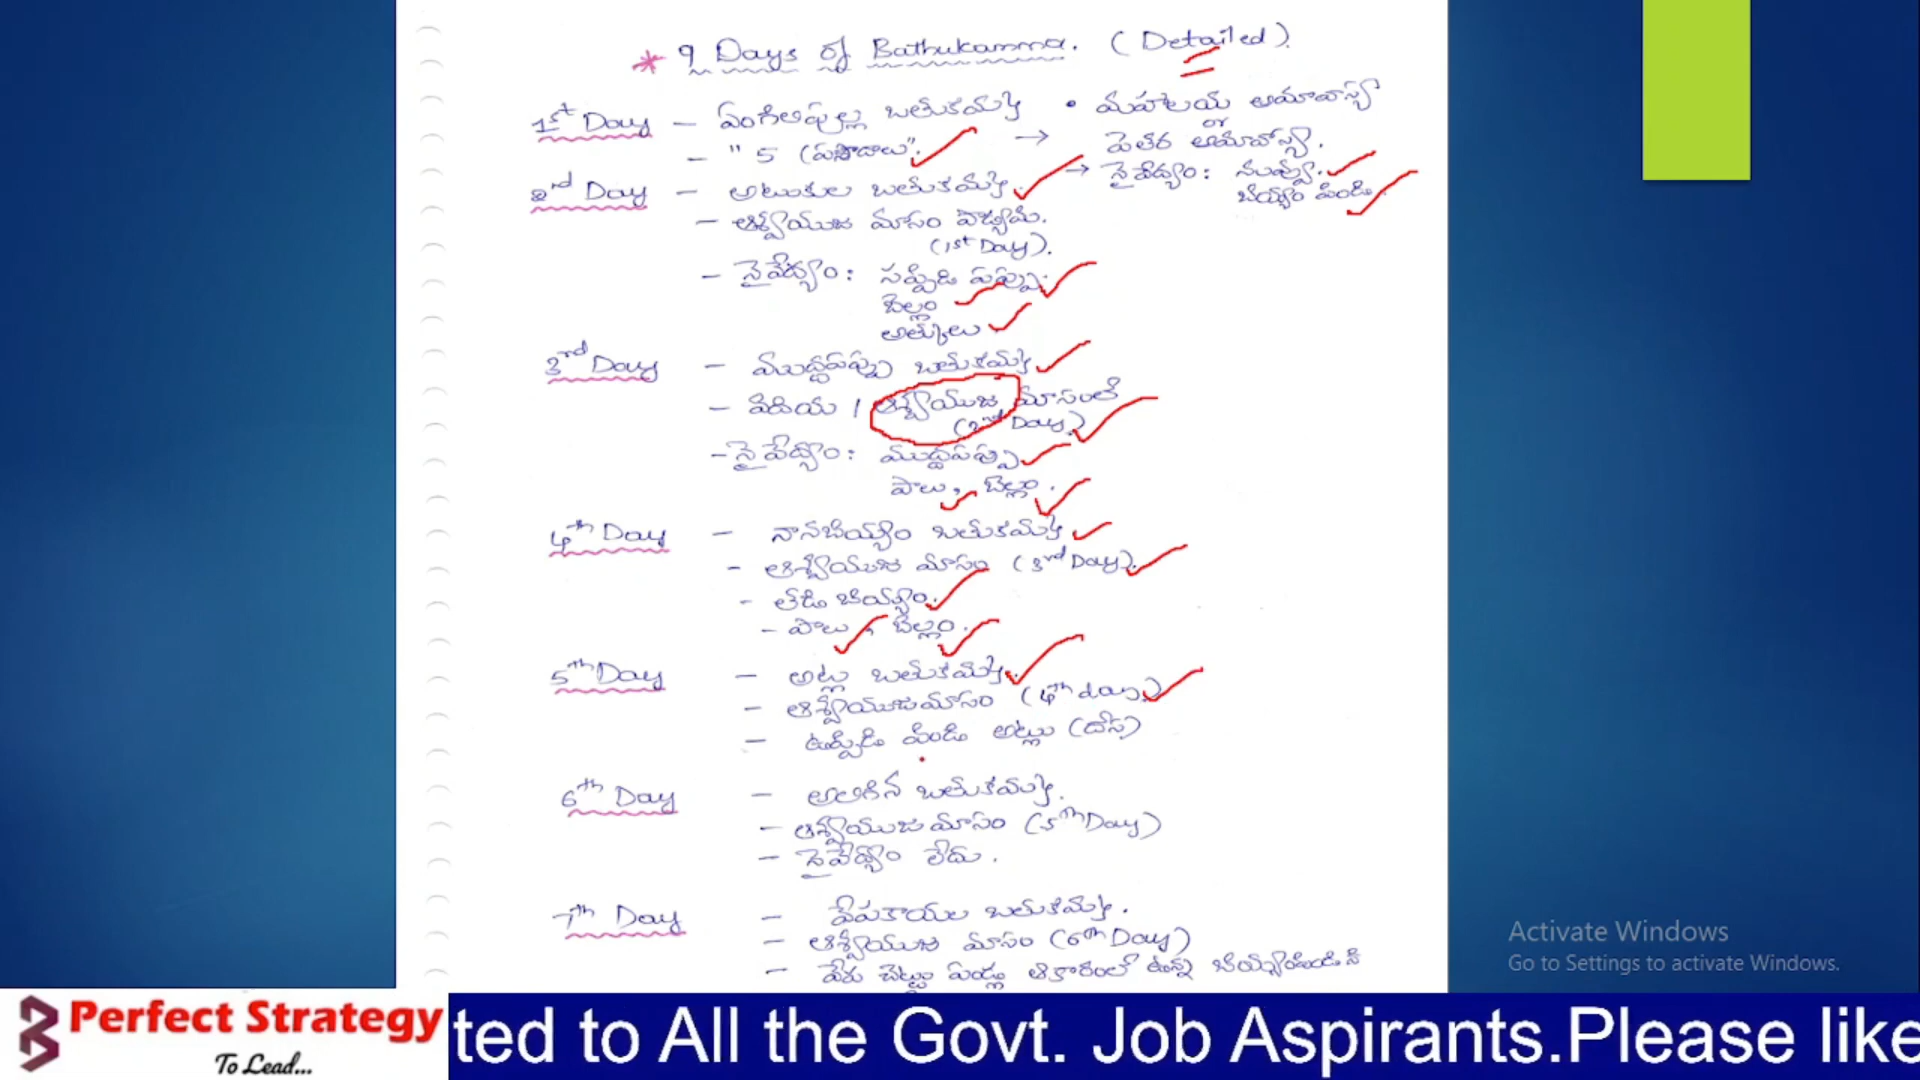 * 9 Days of Bathukamma. (Detailed).
1st Day – ఏంగిలిపుల్ల బతుకమ్మ • మహాలయ అమావాస్య
or
– " 5 (ప్రసాదాలు". → పెతర అమావాస్యా.
2nd Day – అటుకుల బతుకమ్మ → నైవేద్యం: నువ్వు.
బియ్యం పిండి
– ఆశ్వయుజ మాసం పాడ్యమి.
(1st Day).
– నైవేద్యం: సప్పిడి పప్పు.
బెల్లం
అటుకులు
3rd Day – ముద్దపప్పు బతుకమ్మ
– విదియ / ఆశ్వయుజ మాసంలో
(2nd Day.)
– నైవేద్యం: ముద్దపప్పు
పాలు, బెల్లం.
4th Day – నానబియ్యం బతుకమ్మ
– ఆశ్వయుజ మాసం (3rd Day).
– తడి బియ్యం.
– పాలు, బెల్లం.
5th Day – అట్లు బతుకమ్మ.
– ఆశ్వయుజమాసం (4th day)
– ఉప్పిడి పిండి అట్లు (దోస)
6th Day – అలిగిన బతుకమ్మ.
– ఆశ్వయుజమాసం (5th Day)
– నైవేద్యం లేదు.
7th Day – వేపకాయల బతుకమ్మ.
– ఆశ్వయుజ మాసం (6th Day)
– వేప చెట్టు పండ్ల ఆకారంలో ఉన్న
Activate Windows
Go to Settings to activate Windows.
Perfect Strategy
To Lead...
ted to All the Govt. Job Aspirants.Please like